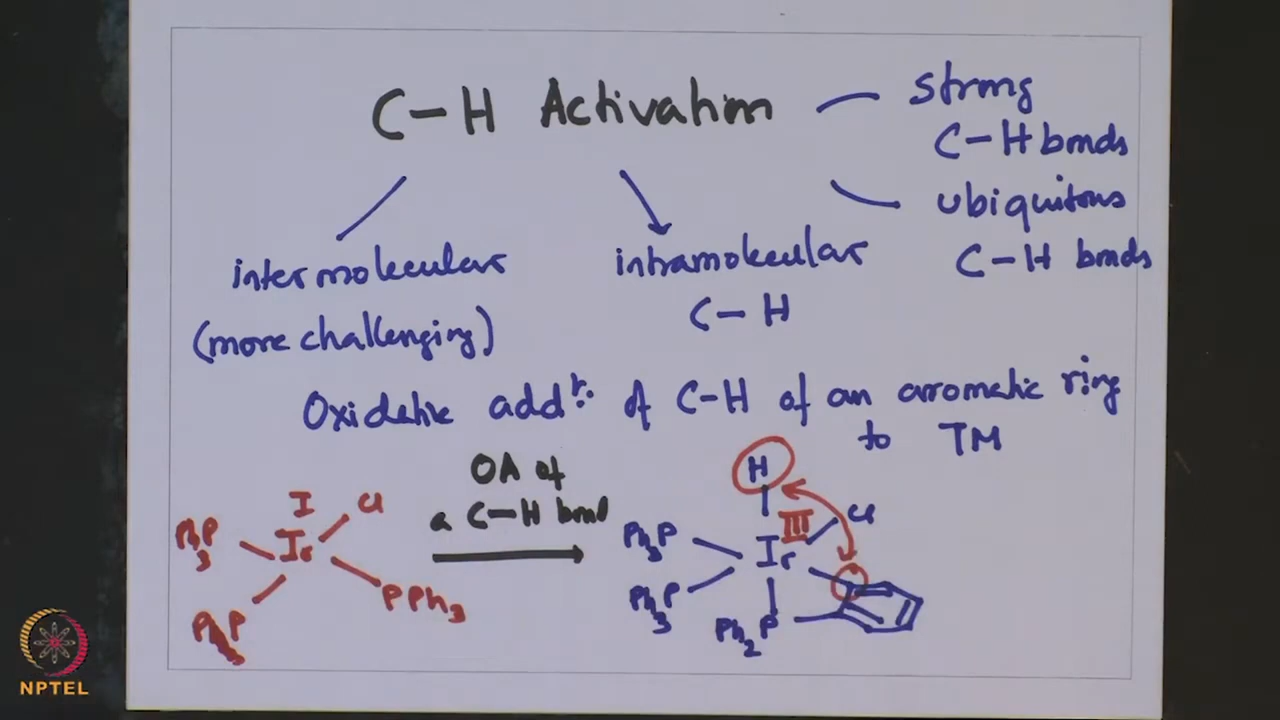 C-H Activation
strong
C-H bonds
ubiquitous
C-H bonds
intermolecular
(more challenging)
intramolecular
C-H
Oxidative addn. of C-H of an aromatic ring
to TM
I
Cl
Ph3P
Ir
Ph3P
PPh3
OA of
a C-H bond
H
III
Cl
Ph3P
Ir
Ph3P
Ph2P
NPTEL